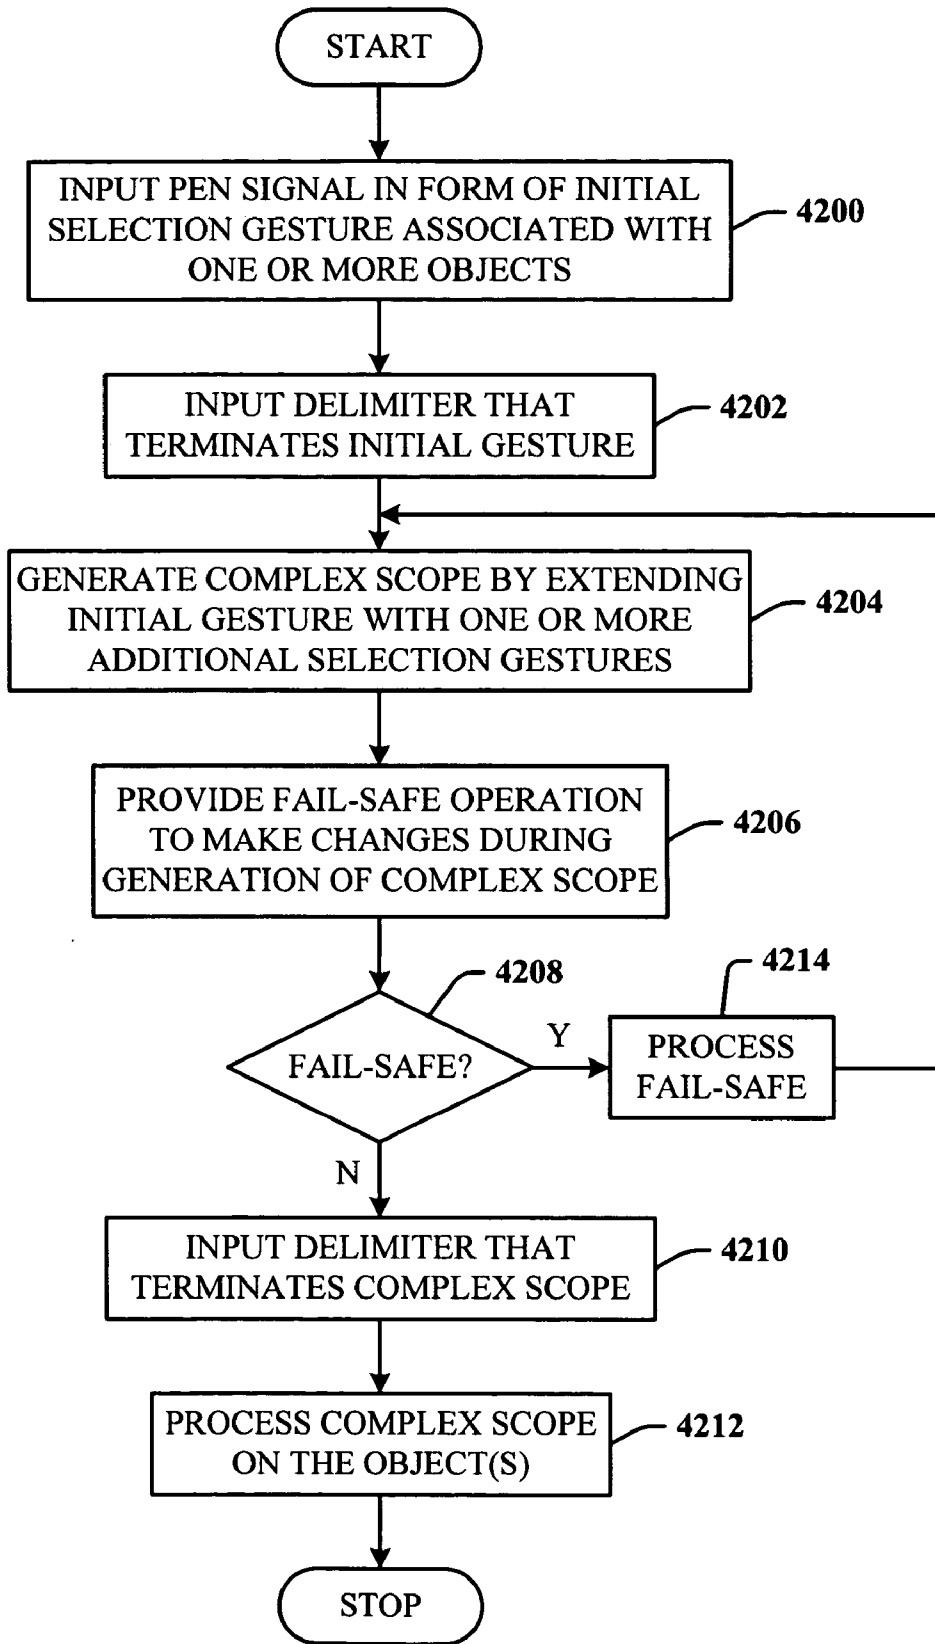 START
INPUT PEN SIGNAL IN FORM OF INITIAL
SELECTION GESTURE ASSOCIATED WITH
ONE OR MORE OBJECTS
4200
INPUT DELIMITER THAT
TERMINATES INITIAL GESTURE
4202
GENERATE COMPLEX SCOPE BY EXTENDING
INITIAL GESTURE WITH ONE OR MORE
ADDITIONAL SELECTION GESTURES
4204
PROVIDE FAIL-SAFE OPERATION
TO MAKE CHANGES DURING
GENERATION OF COMPLEX SCOPE
4206
4208
FAIL-SAFE?
Y
4214
PROCESS
FAIL-SAFE
N
INPUT DELIMITER THAT
TERMINATES COMPLEX SCOPE
4210
PROCESS COMPLEX SCOPE
ON THE OBJECT(S)
4212
STOP